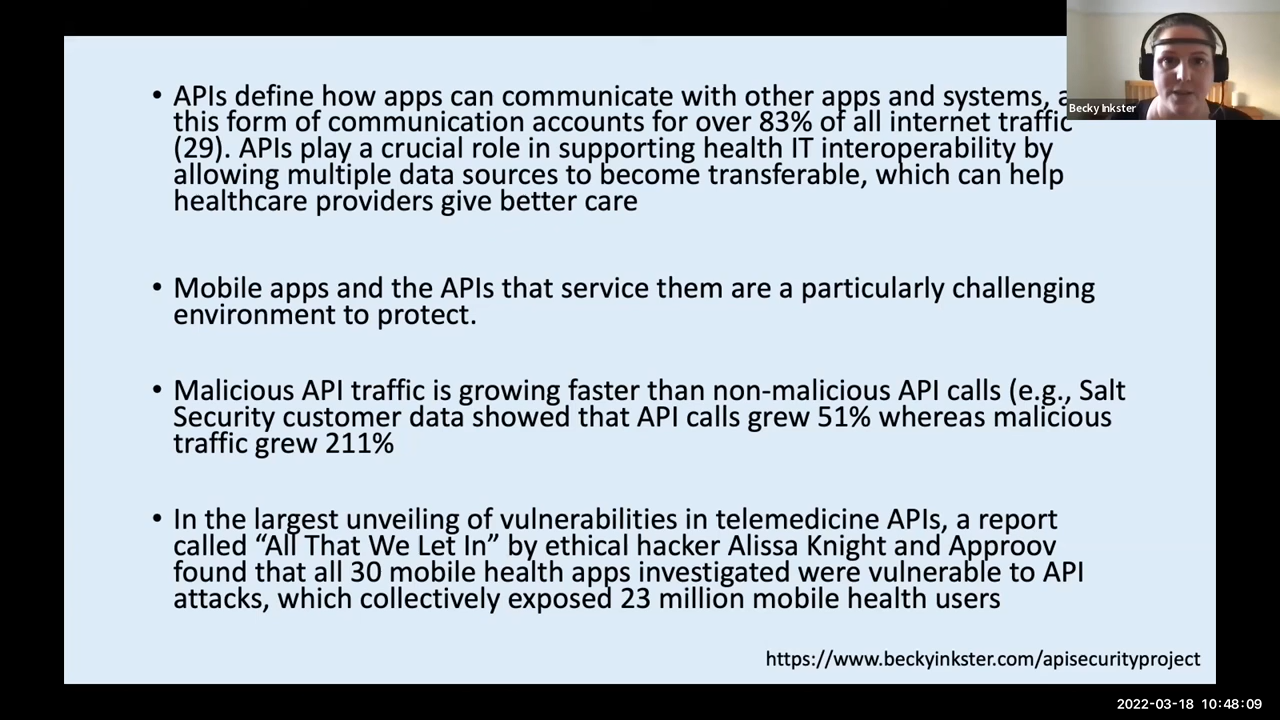 • APIs define how apps can communicate with other apps and systems,
this form of communication accounts for over 83% of all internet traffic
(29). APIs play a crucial role in supporting health IT interoperability by
allowing multiple data sources to become transferable, which can help
healthcare providers give better care
• Mobile apps and the APIs that service them are a particularly challenging
environment to protect.
• Malicious API traffic is growing faster than non-malicious API calls (e.g., Salt
Security customer data showed that API calls grew 51% whereas malicious
traffic grew 211%
• In the largest unveiling of vulnerabilities in telemedicine APIs, a report
called “All That We Let In” by ethical hacker Alissa Knight and Approov
found that all 30 mobile health apps investigated were vulnerable to API
attacks, which collectively exposed 23 million mobile health users
https://www.beckyinkster.com/apisecurityproject
Becky Inkster
2022-03-18 10:48:09